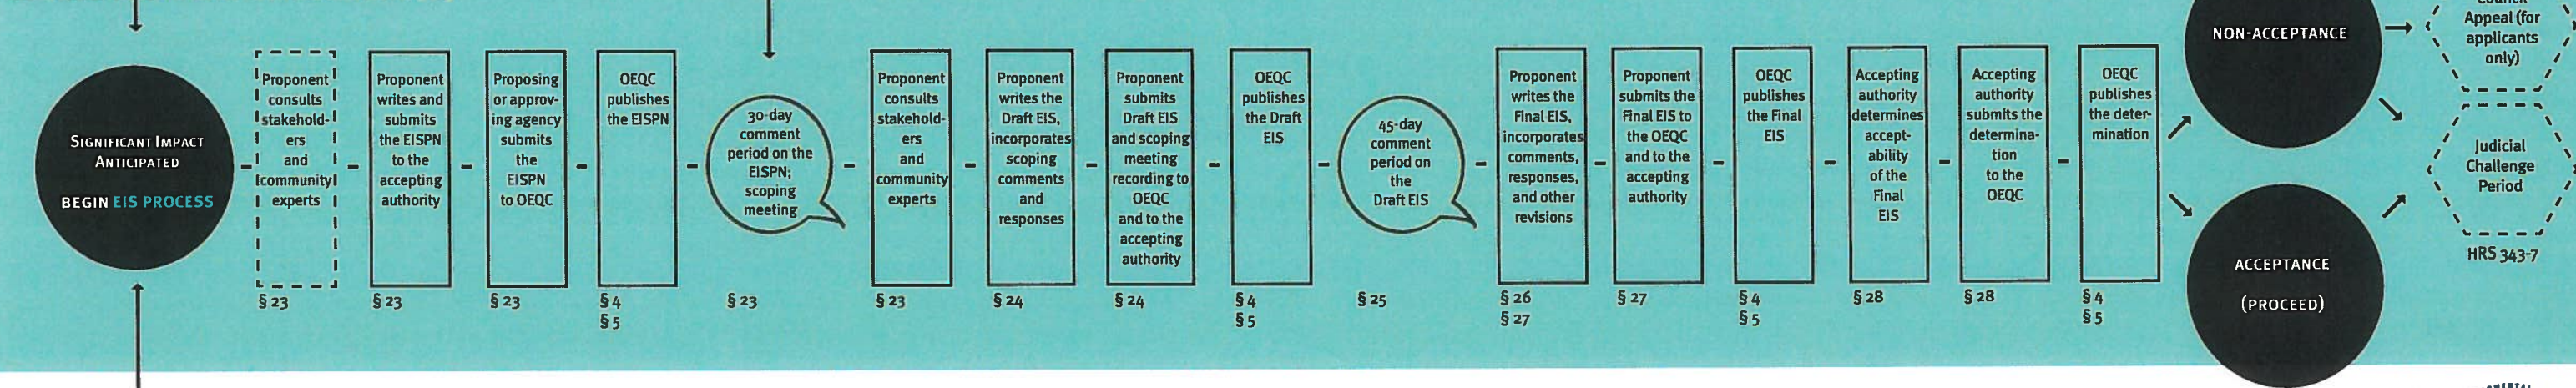 SIGNIFICANT IMPACT
ANTICIPATED
BEGIN EIS PROCESS
Proponent
consults
stakehold-
ers
and
community
experts
§ 23
Proponent
writes and
submits
the EISPN
to the
accepting
authority
§ 23
Proposing
or approv-
ing agency
submits
the
EISPN
to OEQC
§ 23
OEQC
publishes
the EISPN
§ 4
§ 5
30-day
comment
period on the
EISPN;
scoping
meeting
§ 23
Proponent
consults
stakehold-
ers
and
community
experts
§ 23
Proponent
writes the
Draft EIS,
incorporates
scoping
comments
and
responses
§ 24
Proponent
submits
Draft EIS
and scoping
meeting
recording to
OEQC
and to the
accepting
authority
§ 24
OEQC
publishes
the Draft
EIS
§ 4
§ 5
45-day
comment
period on
the
Draft EIS
§ 25
Proponent
writes the
Final EIS,
incorporates
comments,
responses,
and other
revisions
§ 26
§ 27
Proponent
submits the
Final EIS to
the OEQC
and to the
accepting
authority
§ 27
OEQC
publishes
the Final
EIS
§ 4
§ 5
Accepting
authority
determines
accept-
ability
of the
Final
EIS
§ 28
Accepting
authority
submits the
determina-
tion
to the
OEQC
§ 28
OEQC
publishes
the deter-
mination
§ 4
§ 5
NON-ACCEPTANCE
ACCEPTANCE
(PROCEED)
Appeal (for
applicants
only)
Judicial
Challenge
Period
HRS 343-7